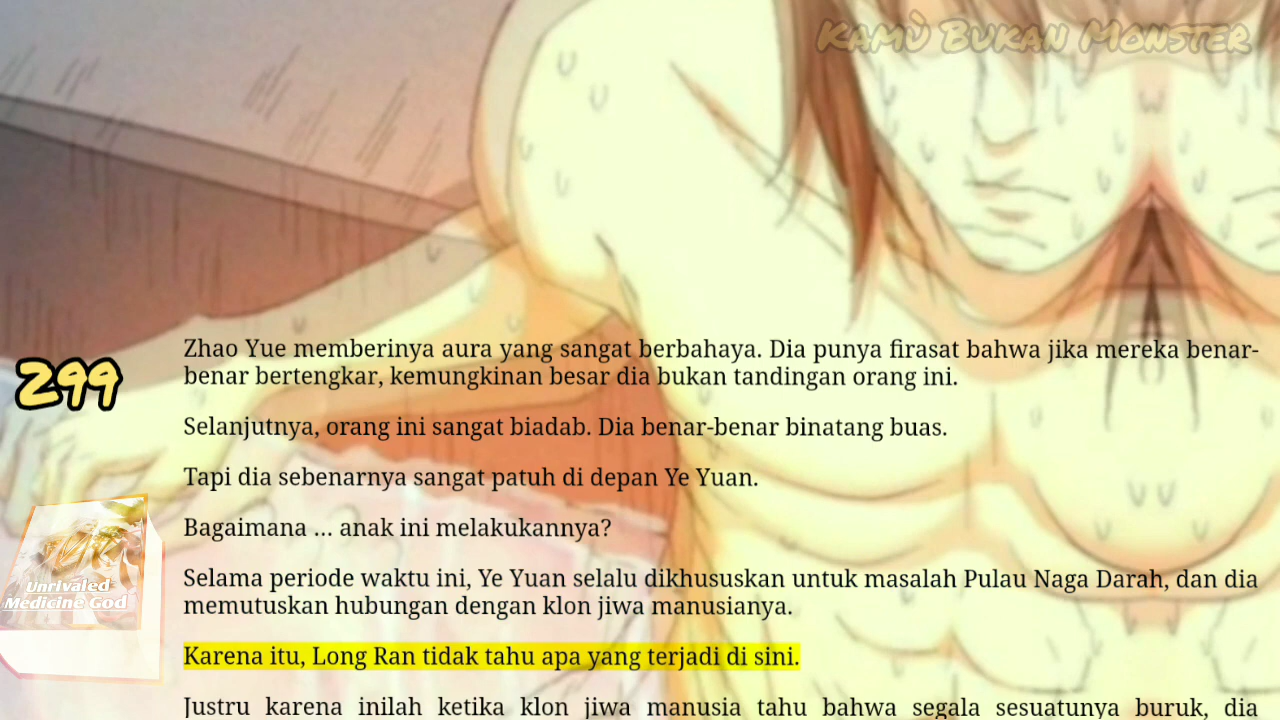 Kamù Bukan Monster
Zhao Yue memberinya aura yang sangat berbahaya. Dia punya firasat bahwa jika mereka benar-
benar bertengkar, kemungkinan besar dia bukan tandingan orang ini.
299
Selanjutnya, orang ini sangat biadab. Dia benar-benar binatang buas.
Tapi dia sebenarnya sangat patuh di depan Ye Yuan.
Bagaimana ... anak ini melakukannya?
Unrivaled
Medicine God
Selama periode waktu ini, Ye Yuan selalu dikhususkan untuk masalah Pulau Naga Darah, dan dia
memutuskan hubungan dengan klon jiwa manusianya.
Karena itu, Long Ran tidak tahu apa yang terjadi di sini.
Justru karena inilah ketika klon jiwa manusia tahu bahwa segala sesuatunya buruk, dia